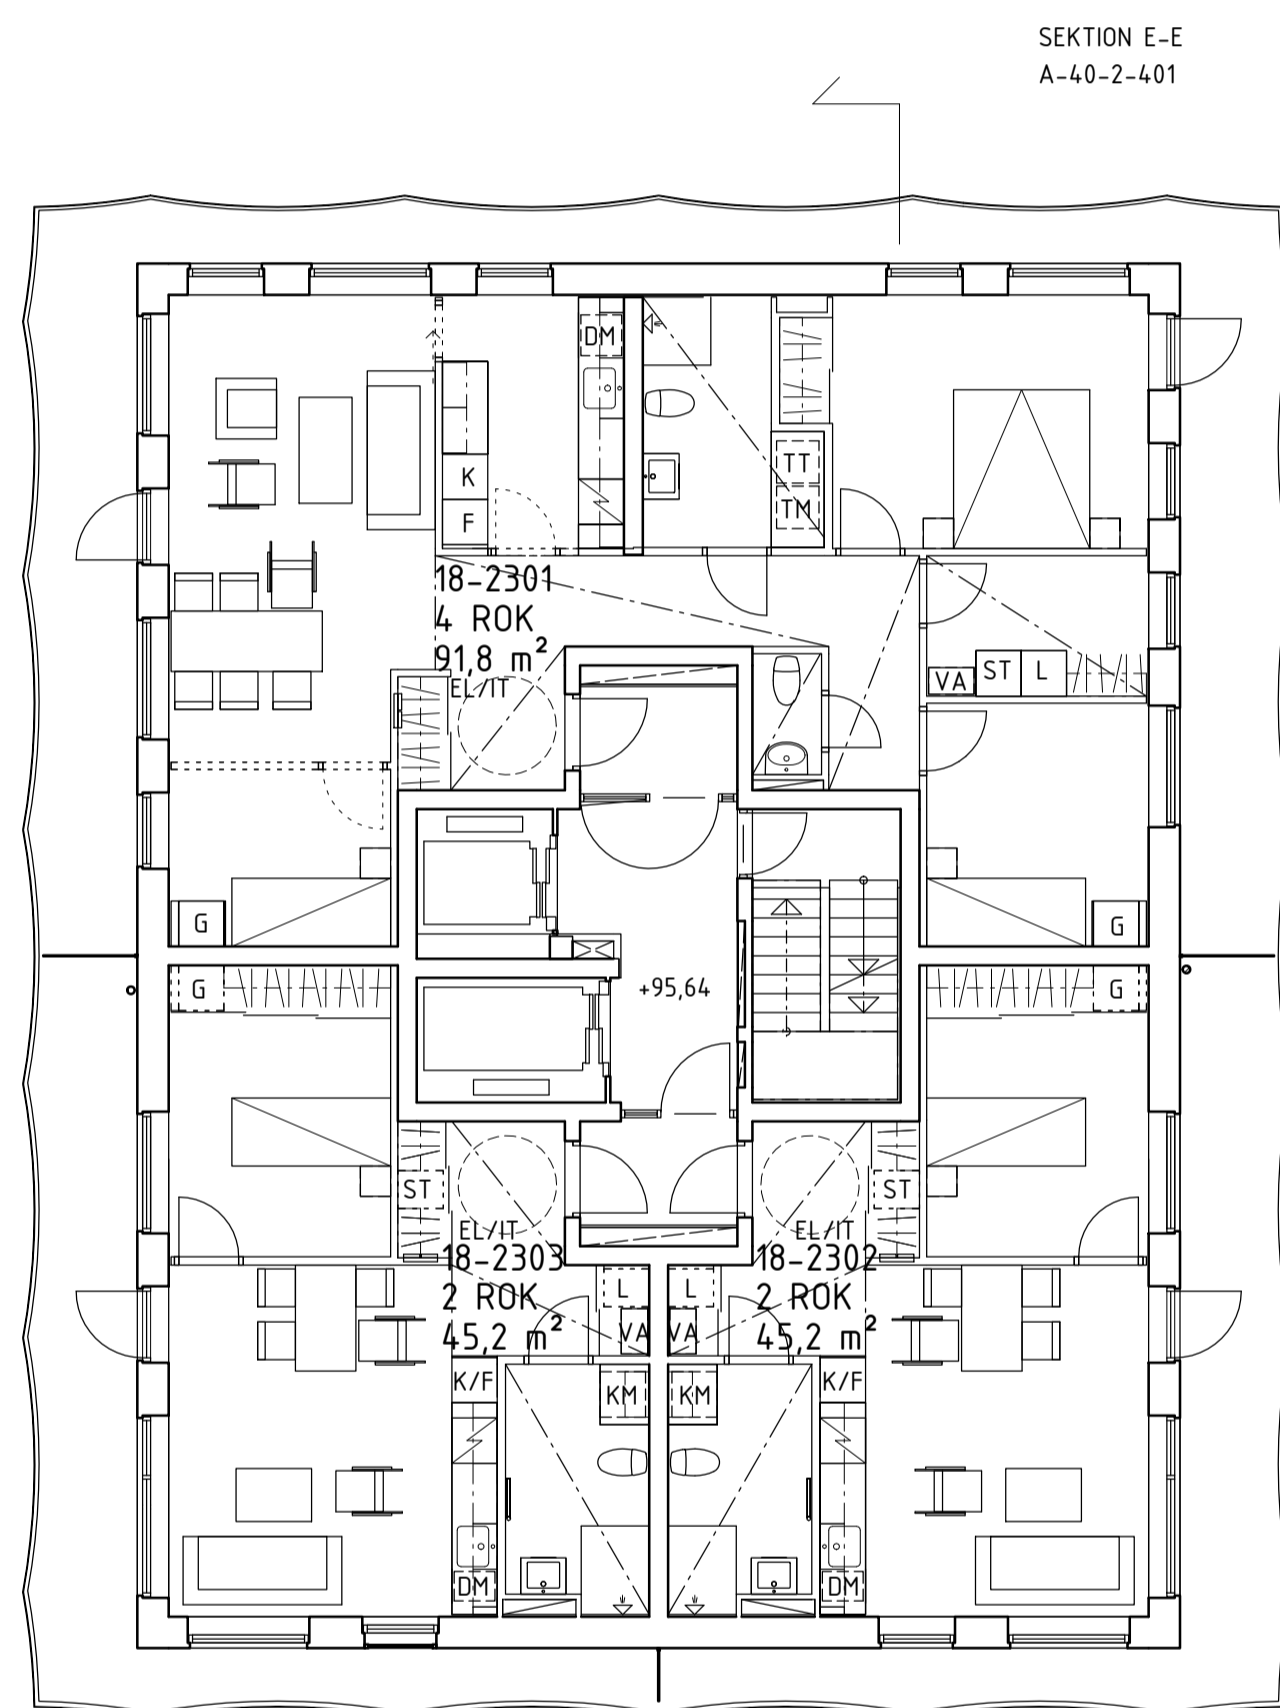 SEKTION E-E
A-40-2-401
DM
K
F
TT
TM
18-2301
4 ROK
91,8 m²
EL/IT
VA
ST
L
G
G
G
G
+95,64
ST
ST
EL/IT
18-2303
2 ROK
45,2 m²
EL/IT
18-2302
2 ROK
45,2 m²
L
L
VA
VA
K/F
KM
KM
K/F
DM
DM